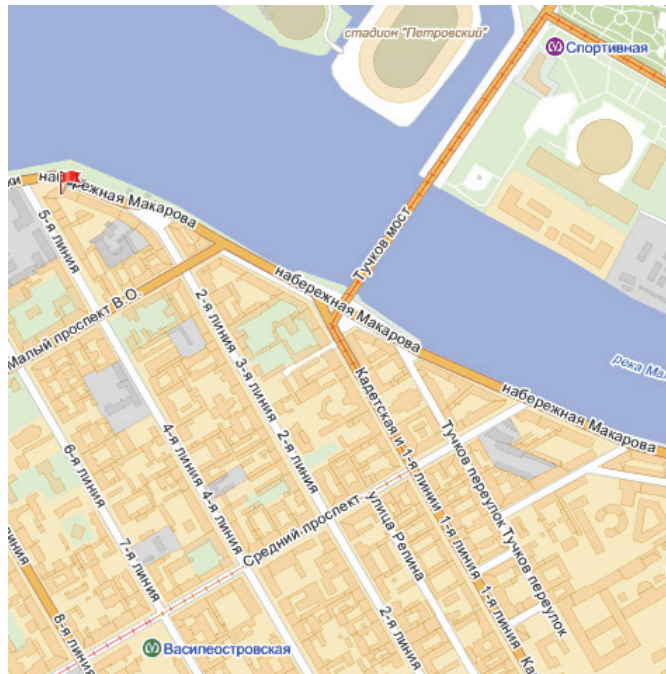 стадион "Петровский"
Спортивная
набережная Макарова
5-я линия
Тучков мост
набережная Макарова
Малый проспект В.О.
2-я линия
3-я линия
2-я линия
река Мал
набережная Макарова
Кадетская и 1-я линии
1-я линия
1-я линия
Тучков переулок
Тучков переулок
4-я линия
4-я линия
6-я линия
7-я линия
Средний проспект
улица Репина
2-я линия
8-я линия
Василеостровская